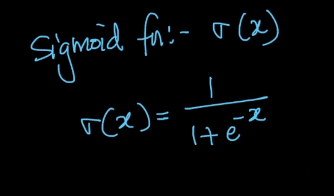 Sigmoid fn:- σ(x)
σ(x) = 1 / (1 + e^-x)